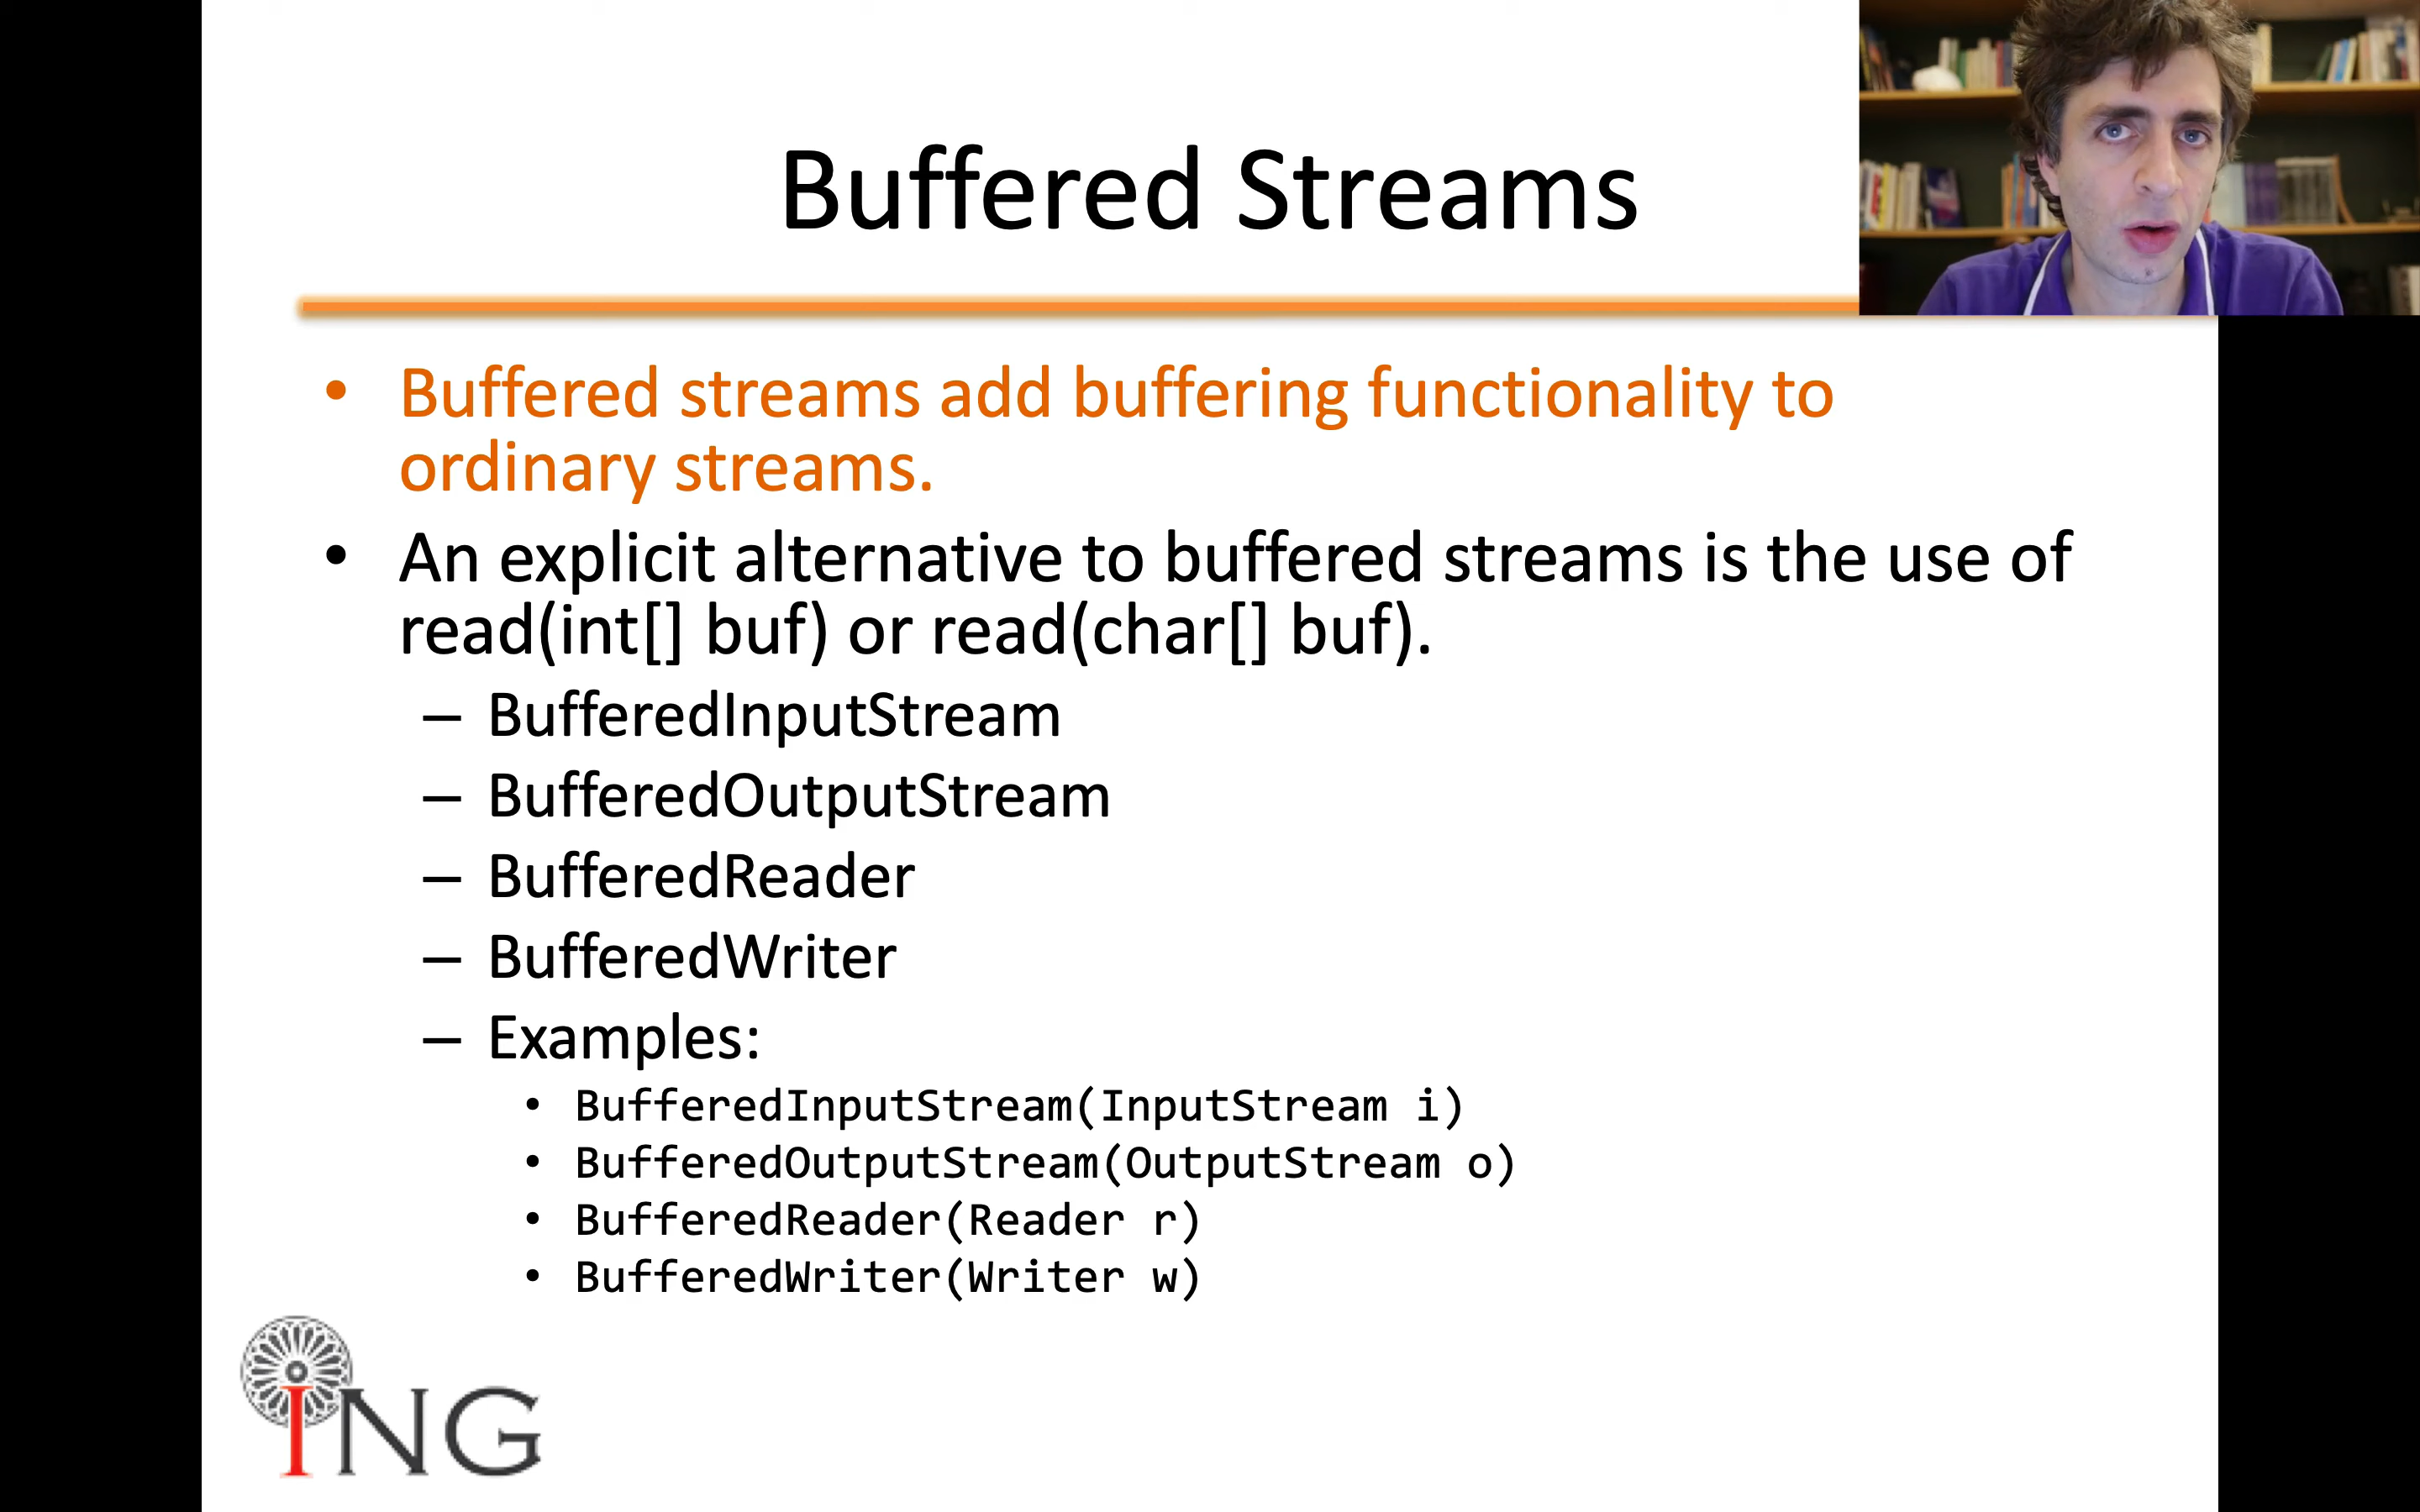 Buffered Streams
• Buffered streams add buffering functionality to
ordinary streams.
• An explicit alternative to buffered streams is the use of
read(int[] buf) or read(char[] buf).
– BufferedInputStream
– BufferedOutputStream
– BufferedReader
– BufferedWriter
– Examples:
• BufferedInputStream(InputStream i)
• BufferedOutputStream(OutputStream o)
• BufferedReader(Reader r)
• BufferedWriter(Writer w)
ING